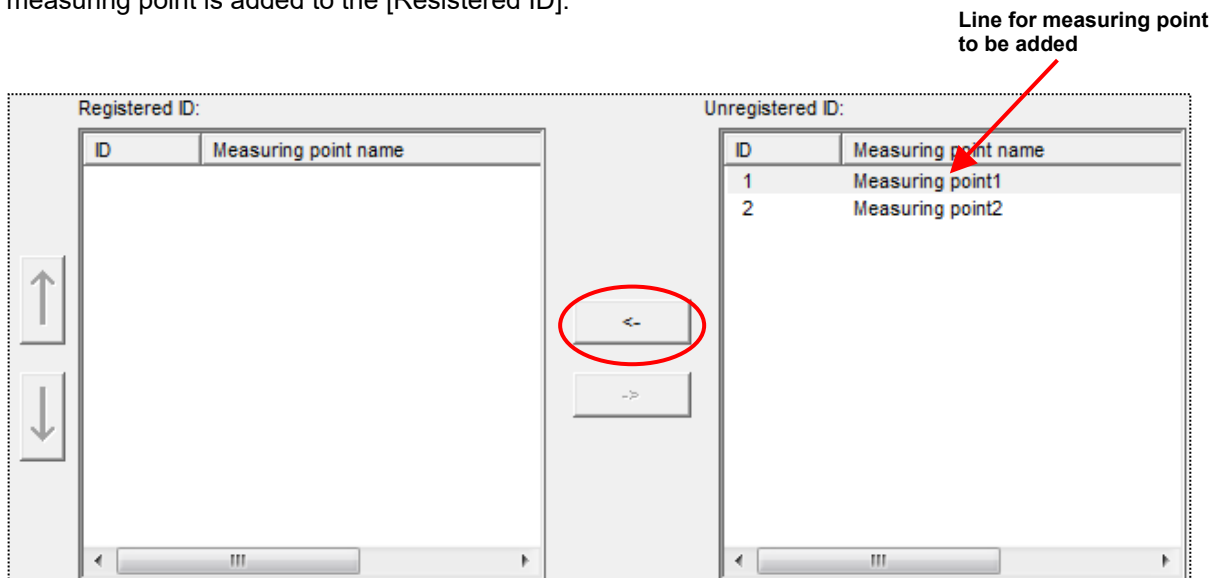 measuring point is added to the [Resistered ID].
Line for measuring point
to be added
Registered ID:
Unregistered ID:
ID Measuring point name
ID Measuring point name
1 Measuring point1
2 Measuring point2
<-
->